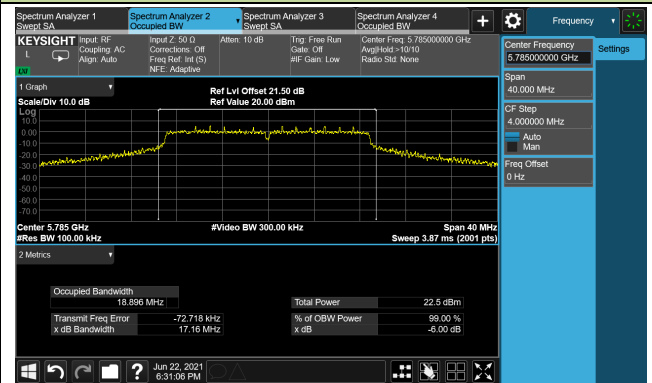 Spectrum Analyzer 1
Swept SA
Spectrum Analyzer 2
Occupied BW
Spectrum Analyzer 3
Swept SA
Spectrum Analyzer 4
Occupied BW
+
Frequency
KEYSIGHT
L
LXI
Input: RF
Coupling: AC
Align: Auto
Input Z: 50 Ω
Corrections: Off
Freq Ref: Int (S)
NFE: Adaptive
Atten: 10 dB
Trig: Free Run
Gate: Off
#IF Gain: Low
Center Freq: 5.785000000 GHz
Avg|Hold:>10/10
Radio Std: None
Center Frequency
5.785000000 GHz
Settings
Span
40.000 MHz
CF Step
4.000000 MHz
Auto
Man
Freq Offset
0 Hz
1 Graph
Scale/Div 10.0 dB
Ref Lvl Offset 21.50 dB
Ref Value 20.00 dBm
Log
10.0
0.00
-10.0
-20.0
-30.0
-40.0
-50.0
-60.0
-70.0
Center 5.785 GHz
#Video BW 300.00 kHz
Span 40 MHz
#Res BW 100.00 kHz
Sweep 3.87 ms (2001 pts)
2 Metrics
Occupied Bandwidth
18.896 MHz
Total Power
22.5 dBm
Transmit Freq Error
-72.718 kHz
% of OBW Power
99.00 %
x dB Bandwidth
17.16 MHz
x dB
-6.00 dB
?
Jun 22, 2021
6:31:06 PM